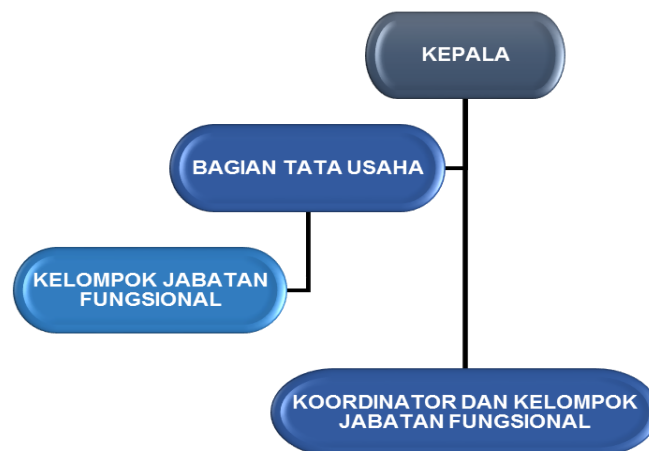 KEPALA
BAGIAN TATA USAHA
KELOMPOK JABATAN
FUNGSIONAL
KOORDINATOR DAN KELOMPOK
JABATAN FUNGSIONAL